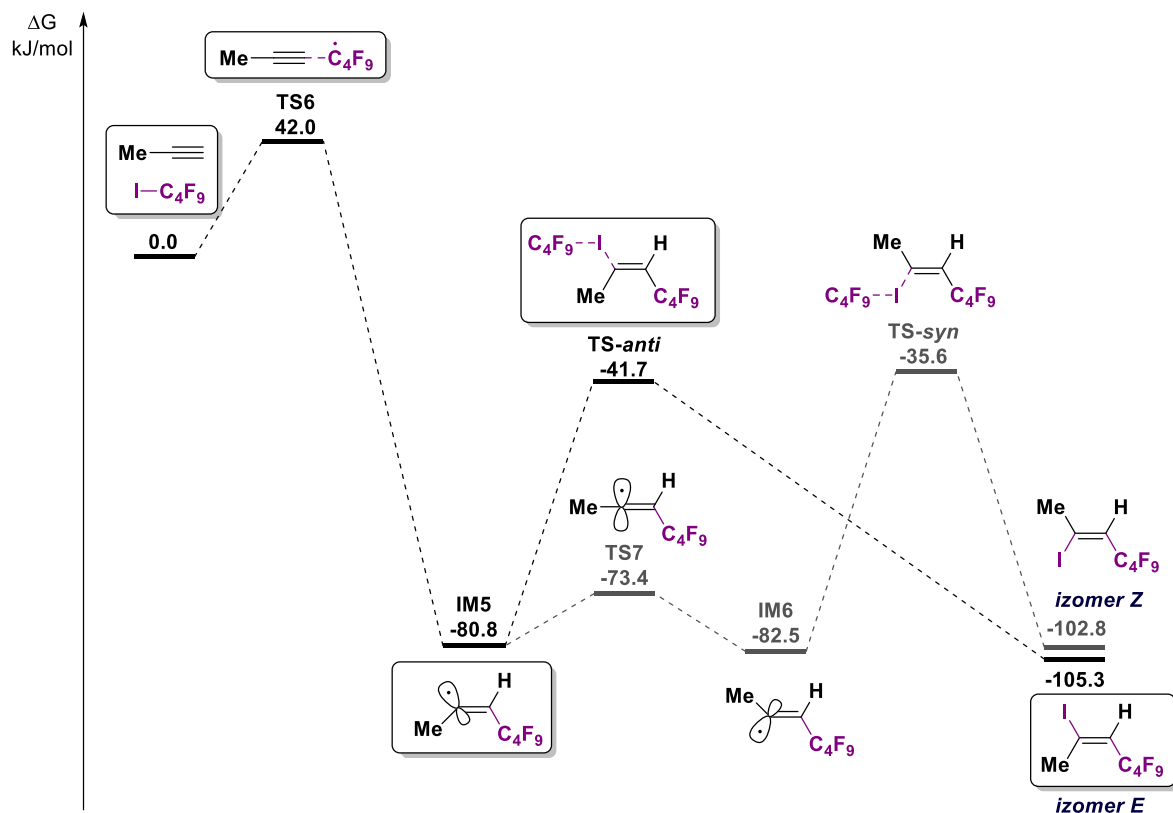 ΔG
kJ/mol
Me Ċ4F9
TS6
42.0
Me
I C4F9
0.0
C4F9 I H
Me C4F9
TS-anti
-41.7
Me H
C4F9 I C4F9
TS-syn
-35.6
H
Me
C4F9
TS7
-73.4
IM5
-80.8
H
Me
C4F9
IM6
-82.5
Me H
C4F9
Me H
I C4F9
izomer Z
-102.8
-105.3
I H
Me C4F9
izomer E